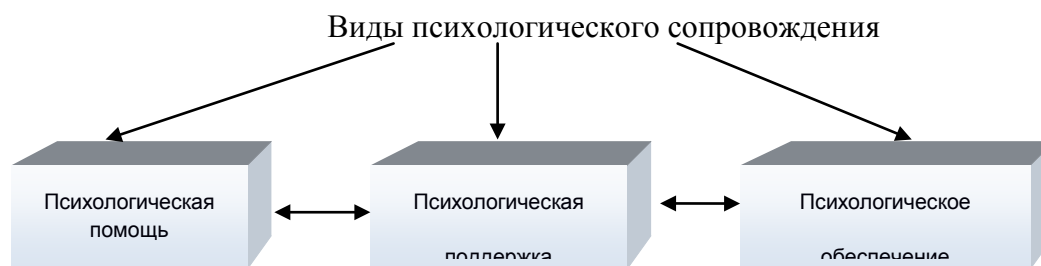 Виды психологического сопровождения
Психологическая
помощь
Психологическая
поддержка
Психологическое
обеспечение